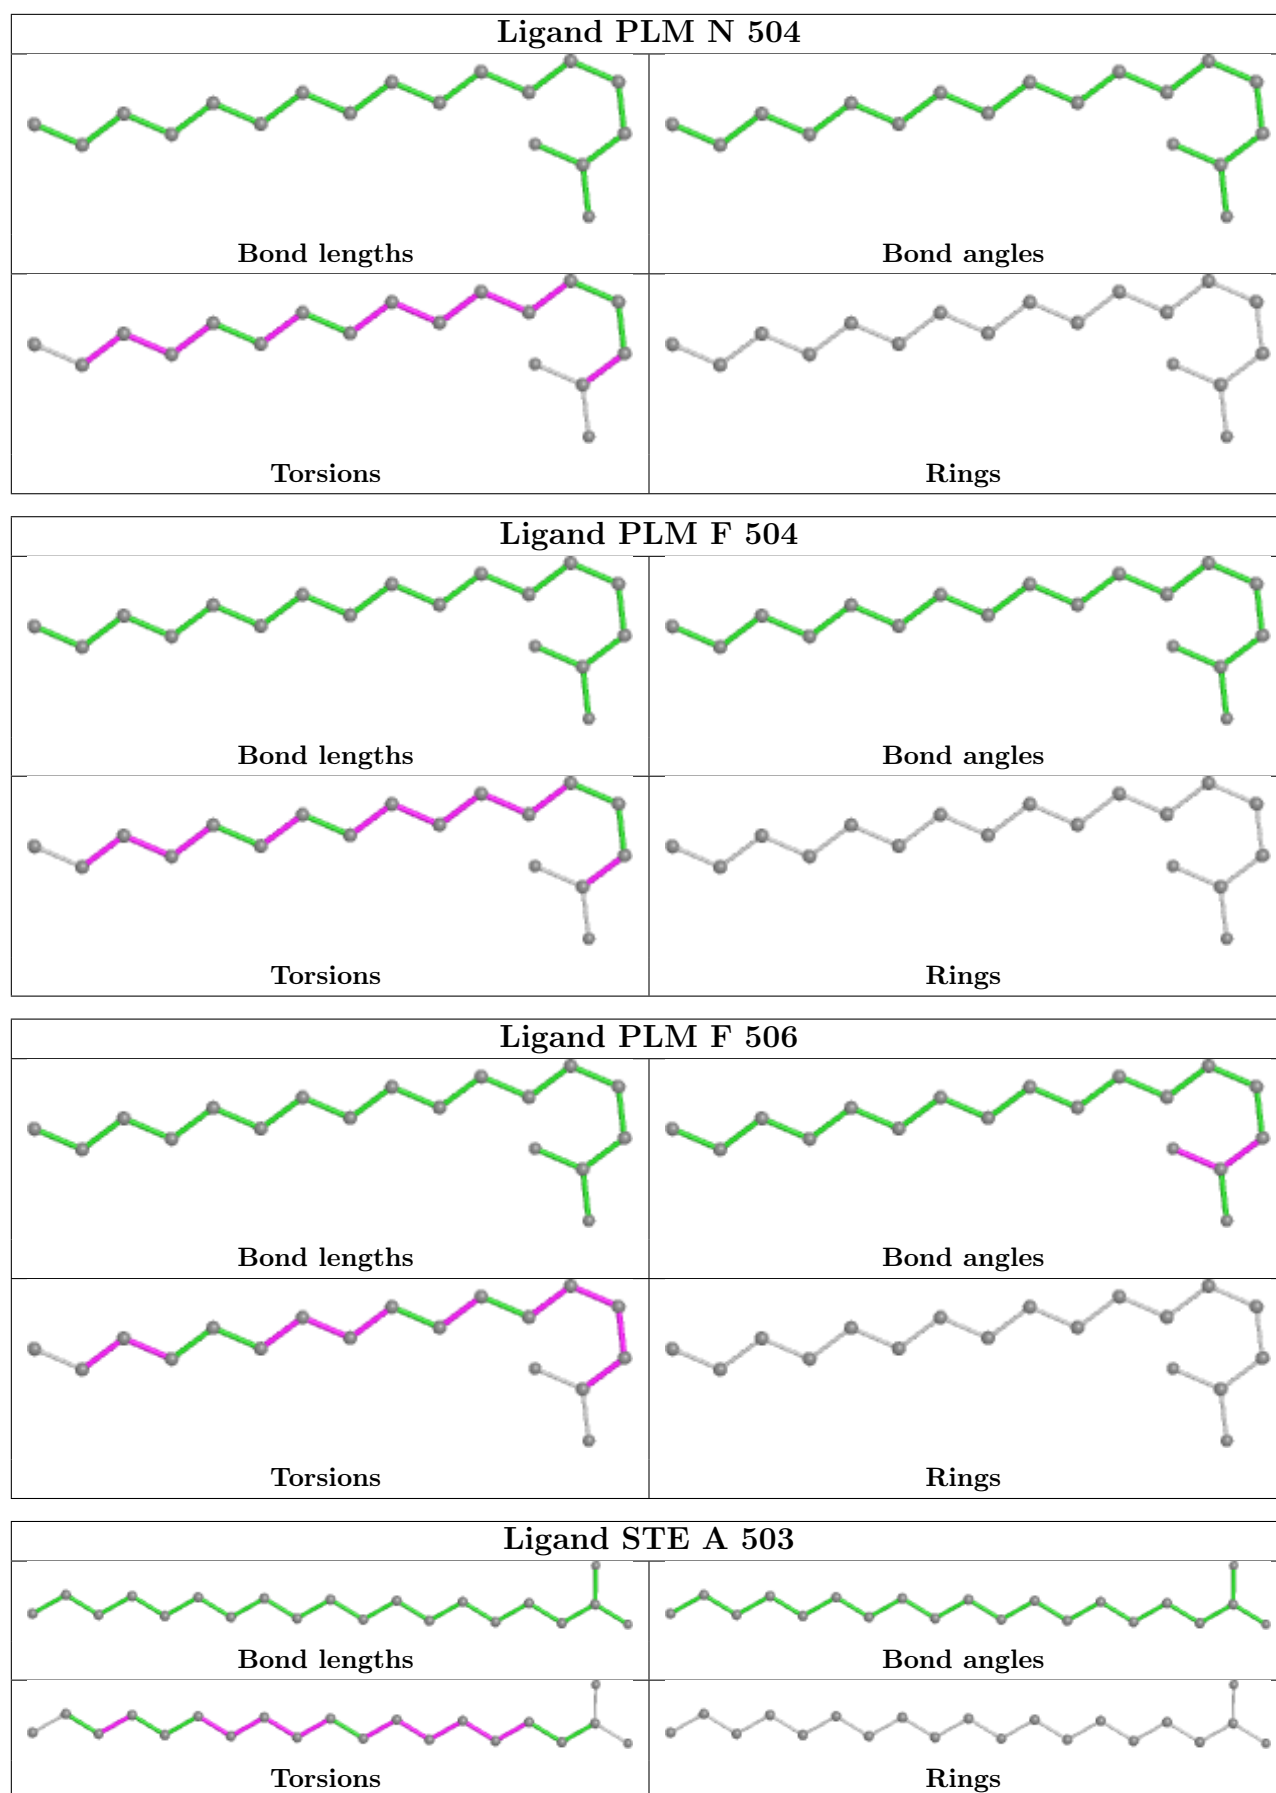 Ligand PLM N 504
Bond lengths
Bond angles
Torsions
Rings
Ligand PLM F 504
Bond lengths
Bond angles
Torsions
Rings
Ligand PLM F 506
Bond lengths
Bond angles
Torsions
Rings
Ligand STE A 503
Bond lengths
Bond angles
Torsions
Rings